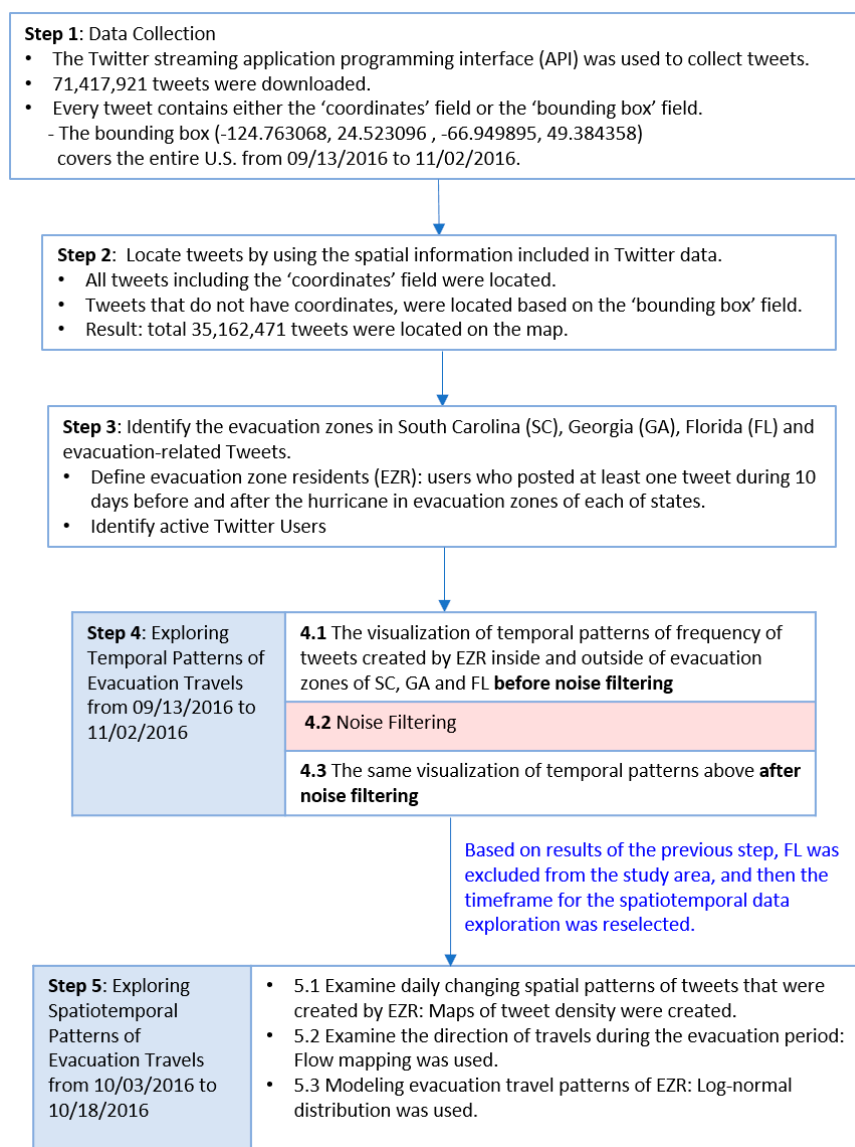 Step 1: Data Collection
• The Twitter streaming application programming interface (API) was used to collect tweets.
• 71,417,921 tweets were downloaded.
• Every tweet contains either the ‘coordinates’ field or the ‘bounding box’ field.
- The bounding box (-124.763068, 24.523096 , -66.949895, 49.384358)
covers the entire U.S. from 09/13/2016 to 11/02/2016.
Step 2: Locate tweets by using the spatial information included in Twitter data.
• All tweets including the ‘coordinates’ field were located.
• Tweets that do not have coordinates, were located based on the ‘bounding box’ field.
• Result: total 35,162,471 tweets were located on the map.
Step 3: Identify the evacuation zones in South Carolina (SC), Georgia (GA), Florida (FL) and
evacuation-related Tweets.
• Define evacuation zone residents (EZR): users who posted at least one tweet during 10
days before and after the hurricane in evacuation zones of each of states.
• Identify active Twitter Users
Step 4: Exploring
Temporal Patterns of
Evacuation Travels
from 09/13/2016 to
11/02/2016
4.1 The visualization of temporal patterns of frequency of
tweets created by EZR inside and outside of evacuation
zones of SC, GA and FL before noise filtering
4.2 Noise Filtering
4.3 The same visualization of temporal patterns above after
noise filtering
Based on results of the previous step, FL was
excluded from the study area, and then the
timeframe for the spatiotemporal data
exploration was reselected.
Step 5: Exploring
Spatiotemporal
Patterns of
Evacuation Travels
from 10/03/2016 to
10/18/2016
• 5.1 Examine daily changing spatial patterns of tweets that were
created by EZR: Maps of tweet density were created.
• 5.2 Examine the direction of travels during the evacuation period:
Flow mapping was used.
• 5.3 Modeling evacuation travel patterns of EZR: Log-normal
distribution was used.